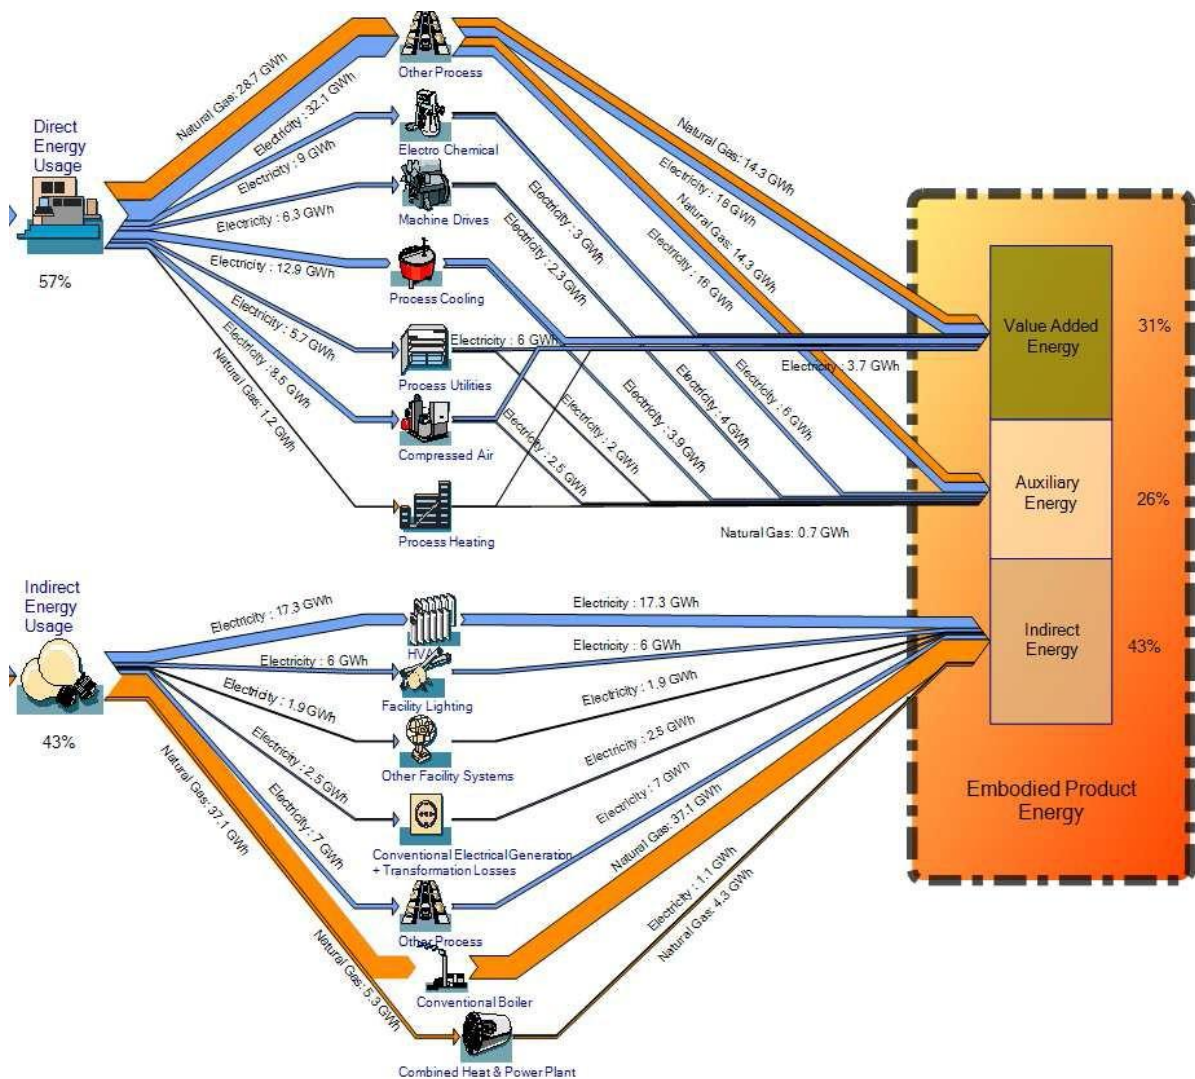 Natural Gas: 28.7 GWh
Electricity : 32.1 GWh
Other Process
Electricity : 9 GWh
Electro Chemical
Direct
Energy
Usage
57%
Electricity : 6.3 GWh
Machine Drives
Electricity : 12.9 GWh
Process Cooling
Electricity : 5.7 GWh
Process Utilities
Electricity : 8.5 GWh
Compressed Air
Natural Gas: 1.2 GWh
Process Heating
Natural Gas: 14.3 GWh
Electricity : 16 GWh
Natural Gas: 14.3 GWh
Electricity : 16 GWh
Electricity : 3 GWh
Electricity : 2.3 GWh
Electricity : 6 GWh
Electricity : 3.7 GWh
Electricity : 6 GWh
Electricity : 4 GWh
Electricity : 3.9 GWh
Electricity : 2 GWh
Electricity : 2.5 GWh
Natural Gas: 0.7 GWh
Value Added
Energy
31%
Auxiliary
Energy
26%
Indirect
Energy
43%
Embodied Product
Energy
Indirect
Energy
Usage
43%
Electricity : 17.3 GWh
HVA
Electricity : 17.3 GWh
Electricity : 6 GWh
Facility Lighting
Electricity : 6 GWh
Electricity : 1.9 GWh
Other Facility Systems
Electricity : 1.9 GWh
Electricity : 2.5 GWh
Conventional Electrical Generation
+ Transformation Losses
Electricity : 2.5 GWh
Electricity : 7 GWh
Other Process
Electricity : 7 GWh
Natural Gas: 37.1 GWh
Conventional Boiler
Natural Gas: 37.1 GWh
Natural Gas: 5.3 GWh
Combined Heat & Power Plant
Electricity : 1.1 GWh
Natural Gas: 4.3 GWh